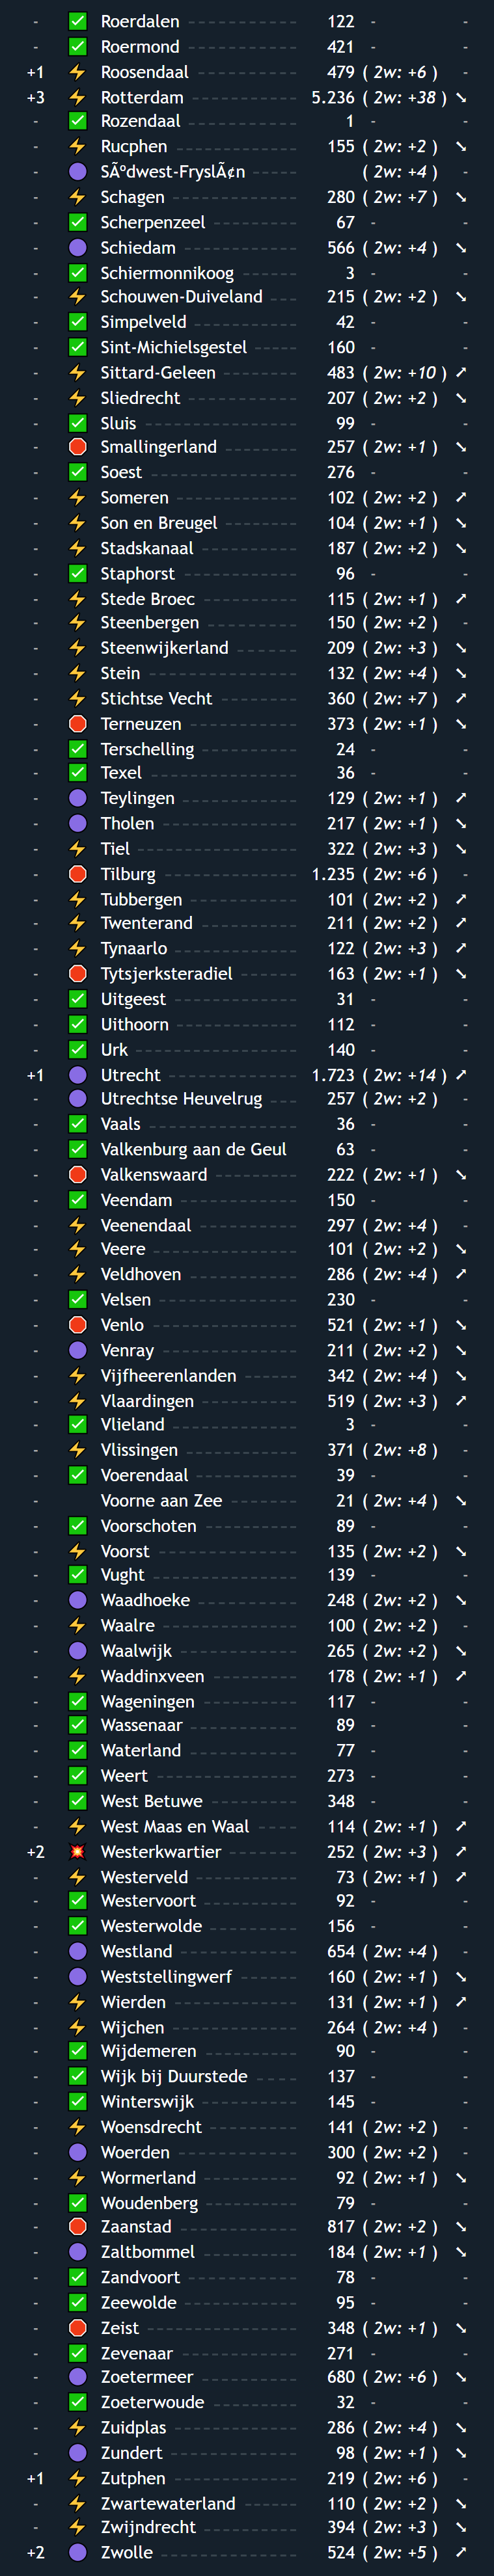 - ✅ Roerdalen 122 - -
- ✅ Roermond 421 - -
+1 ⚡ Roosendaal 479 ( 2w: +6 ) -
+3 ⚡ Rotterdam 5.236 ( 2w: +38 ) ➘
- ✅ Rozendaal 1 - -
- ⚡ Rucphen 155 ( 2w: +2 ) ➘
- 🟣 SÃºdwest-FryslÃ¢n ( 2w: +4 ) -
- ⚡ Schagen 280 ( 2w: +7 ) ➘
- ✅ Scherpenzeel 67 - -
- 🟣 Schiedam 566 ( 2w: +4 ) ➘
- ✅ Schiermonnikoog 3 - -
- ⚡ Schouwen-Duiveland 215 ( 2w: +2 ) ➘
- ✅ Simpelveld 42 - -
- ✅ Sint-Michielsgestel 160 - -
- ⚡ Sittard-Geleen 483 ( 2w: +10 ) ➚
- ⚡ Sliedrecht 207 ( 2w: +2 ) ➘
- ✅ Sluis 99 - -
- 🛑 Smallingerland 257 ( 2w: +1 ) ➘
- ✅ Soest 276 - -
- ⚡ Someren 102 ( 2w: +2 ) ➚
- ⚡ Son en Breugel 104 ( 2w: +1 ) ➘
- ⚡ Stadskanaal 187 ( 2w: +2 ) ➘
- ✅ Staphorst 96 - -
- ⚡ Stede Broec 115 ( 2w: +1 ) ➚
- ⚡ Steenbergen 150 ( 2w: +2 ) -
- ⚡ Steenwijkerland 209 ( 2w: +3 ) ➘
- ⚡ Stein 132 ( 2w: +4 ) ➘
- ⚡ Stichtse Vecht 360 ( 2w: +7 ) ➚
- 🛑 Terneuzen 373 ( 2w: +1 ) ➘
- ✅ Terschelling 24 - -
- ✅ Texel 36 - -
- 🟣 Teylingen 129 ( 2w: +1 ) ➚
- 🟣 Tholen 217 ( 2w: +1 ) ➘
- ⚡ Tiel 322 ( 2w: +3 ) ➘
- 🛑 Tilburg 1.235 ( 2w: +6 ) -
- ⚡ Tubbergen 101 ( 2w: +2 ) ➚
- ⚡ Twenterand 211 ( 2w: +2 ) ➚
- ⚡ Tynaarlo 122 ( 2w: +3 ) ➚
- 🛑 Tytsjerksteradiel 163 ( 2w: +1 ) ➘
- ✅ Uitgeest 31 - -
- ✅ Uithoorn 112 - -
- ✅ Urk 140 - -
+1 🟣 Utrecht 1.723 ( 2w: +14 ) ➚
- 🟣 Utrechtse Heuvelrug 257 ( 2w: +2 ) -
- ✅ Vaals 36 - -
- ✅ Valkenburg aan de Geul 63 - -
- 🛑 Valkenswaard 222 ( 2w: +1 ) ➘
- ✅ Veendam 150 - -
- ⚡ Veenendaal 297 ( 2w: +4 ) -
- ⚡ Veere 101 ( 2w: +2 ) ➘
- ⚡ Veldhoven 286 ( 2w: +4 ) ➚
- ✅ Velsen 230 - -
- 🛑 Venlo 521 ( 2w: +1 ) ➘
- 🟣 Venray 211 ( 2w: +2 ) ➘
- ⚡ Vijfheerenlanden 342 ( 2w: +4 ) ➘
- ⚡ Vlaardingen 519 ( 2w: +3 ) ➚
- ✅ Vlieland 3 - -
- ⚡ Vlissingen 371 ( 2w: +8 ) -
- ✅ Voerendaal 39 - -
- Voorne aan Zee 21 ( 2w: +4 ) ➘
- ✅ Voorschoten 89 - -
- ⚡ Voorst 135 ( 2w: +2 ) ➘
- ✅ Vught 139 - -
- 🟣 Waadhoeke 248 ( 2w: +2 ) ➘
- ⚡ Waalre 100 ( 2w: +2 ) -
- 🟣 Waalwijk 265 ( 2w: +2 ) ➘
- ⚡ Waddinxveen 178 ( 2w: +1 ) ➚
- ✅ Wageningen 117 - -
- ✅ Wassenaar 89 - -
- ✅ Waterland 77 - -
- ✅ Weert 273 - -
- ✅ West Betuwe 348 - -
- ⚡ West Maas en Waal 114 ( 2w: +1 ) ➚
+2 💥 Westerkwartier 252 ( 2w: +3 ) ➚
- ⚡ Westerveld 73 ( 2w: +1 ) ➚
- ✅ Westervoort 92 - -
- ✅ Westerwolde 156 - -
- 🟣 Westland 654 ( 2w: +4 ) -
- 🟣 Weststellingwerf 160 ( 2w: +1 ) ➘
- ⚡ Wierden 131 ( 2w: +1 ) ➚
- ⚡ Wijchen 264 ( 2w: +4 ) -
- ✅ Wijdemeren 90 - -
- ✅ Wijk bij Duurstede 137 - -
- ✅ Winterswijk 145 - -
- ⚡ Woensdrecht 141 ( 2w: +2 ) -
- 🟣 Woerden 300 ( 2w: +2 ) -
- ⚡ Wormerland 92 ( 2w: +1 ) ➘
- ✅ Woudenberg 79 - -
- 🛑 Zaanstad 817 ( 2w: +2 ) ➘
- 🟣 Zaltbommel 184 ( 2w: +1 ) ➘
- ✅ Zandvoort 78 - -
- ✅ Zeewolde 95 - -
- 🛑 Zeist 348 ( 2w: +1 ) ➘
- ✅ Zevenaar 271 - -
- 🟣 Zoetermeer 680 ( 2w: +6 ) ➘
- ✅ Zoeterwoude 32 - -
- ⚡ Zuidplas 286 ( 2w: +4 ) ➘
- 🟣 Zundert 98 ( 2w: +1 ) ➘
+1 ⚡ Zutphen 219 ( 2w: +6 ) -
- ⚡ Zwartewaterland 110 ( 2w: +2 ) ➘
- ⚡ Zwijndrecht 394 ( 2w: +3 ) ➘
+2 🟣 Zwolle 524 ( 2w: +5 ) ➚